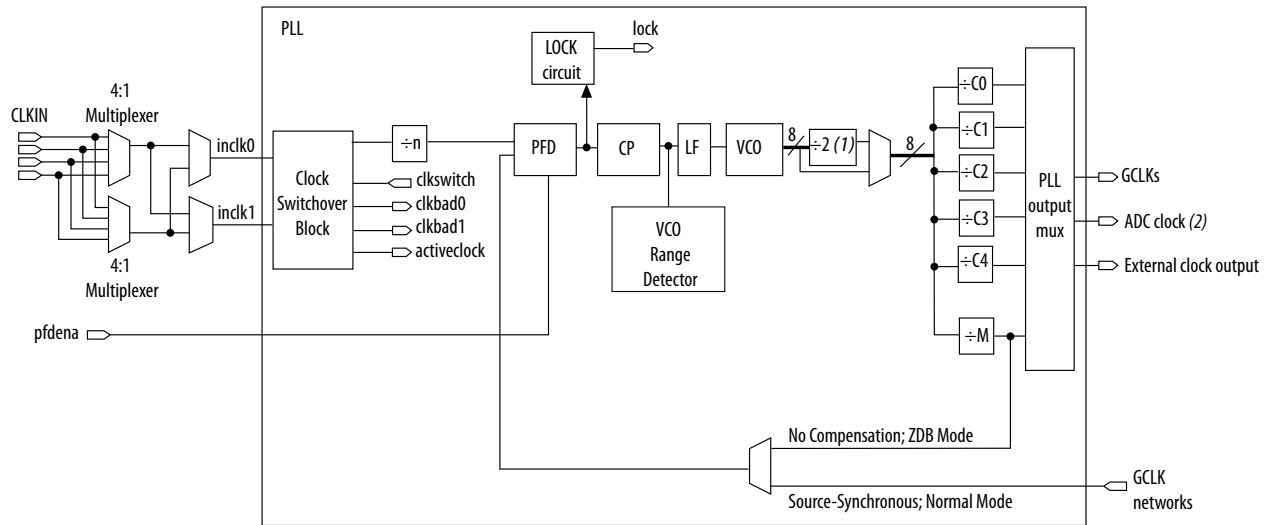 PLL
lock
LOCK
circuit
4:1
Multiplexer
CLKIN
inclk0
÷n
PFD
CP
LF
VCO
8
÷2 (1)
8
÷C0
÷C1
÷C2
÷C3
÷C4
÷M
PLL
output
mux
GCLKs
ADC clock (2)
External clock output
Clock
Switchover
Block
clkswitch
clkbad0
clkbad1
activeclock
inclk1
VCO
Range
Detector
4:1
Multiplexer
pfdena
No Compensation; ZDB Mode
Source-Synchronous; Normal Mode
GCLK
networks